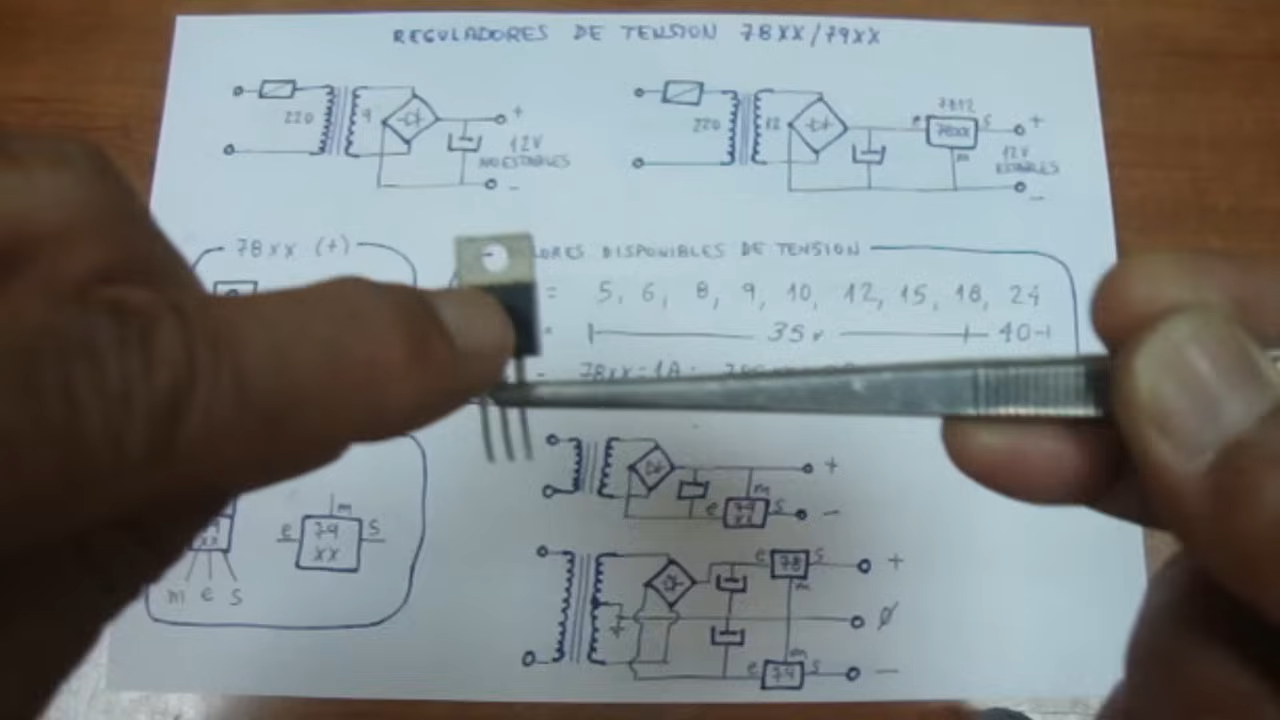 REGULADORES DE TENSION 78XX/79XX
220 9 + 12V NO ESTABLES -
220 12 e 7812 78XX s m + 12V ESTABLES -
78XX (+)
ORES DISPONIBLES DE TENSION
= 5, 6, 8, 9, 10, 12, 15, 18, 24
35v 40
78XX=1A
m +
e 79 XX s -
m
e 79 XX s
XX
m e s
e 78 s +
m
Ø
m
e 79 s -